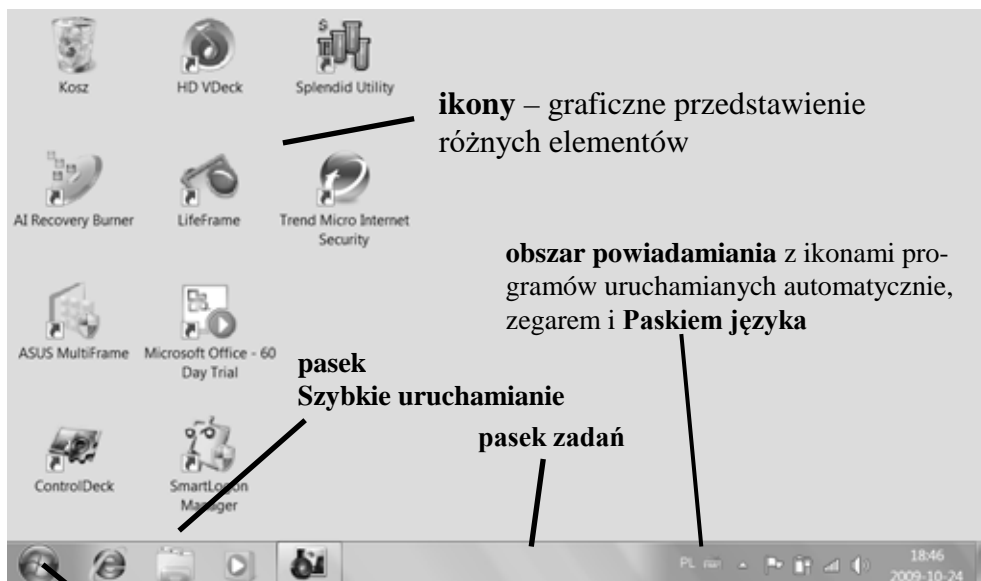 Kosz
HD VDeck
Splendid Utility
ikony – graficzne przedstawienie
różnych elementów
AI Recovery Burner
LifeFrame
Trend Micro Internet
Security
obszar powiadamiania z ikonami pro-
gramów uruchamianych automatycznie,
zegarem i Paskiem języka
ASUS MultiFrame
Microsoft Office - 60
Day Trial
pasek
Szybkie uruchamianie
pasek zadań
ControlDeck
SmartLogon
Manager
PL
18:46
2009-10-24